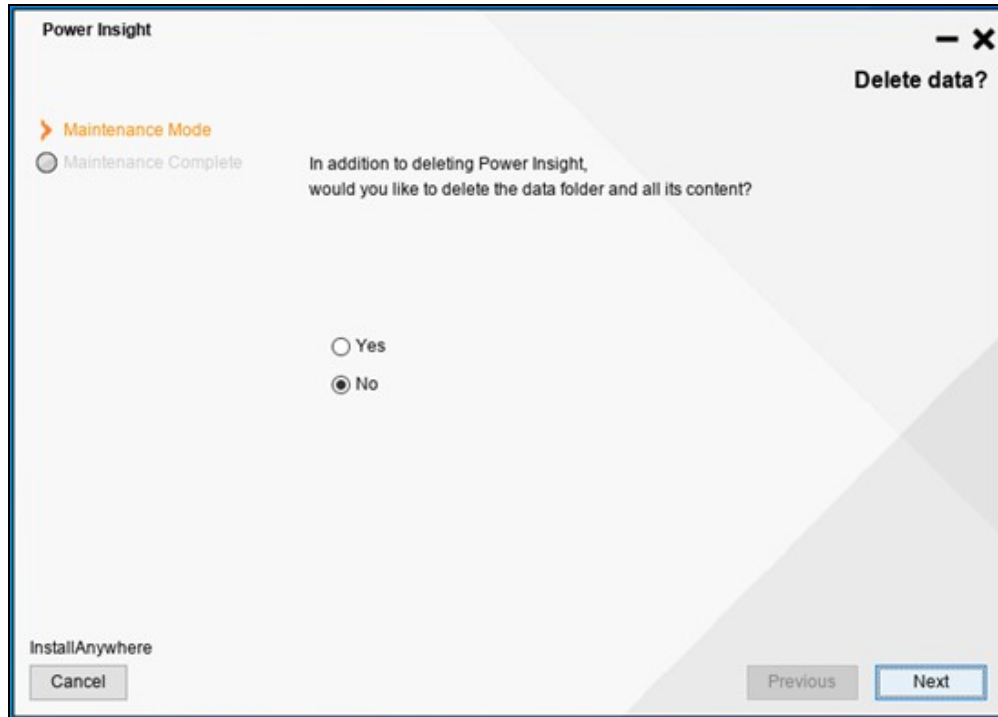 Power Insight
Delete data?
Maintenance Mode
Maintenance Complete
In addition to deleting Power Insight,
would you like to delete the data folder and all its content?
Yes
No
InstallAnywhere
Cancel
Previous
Next